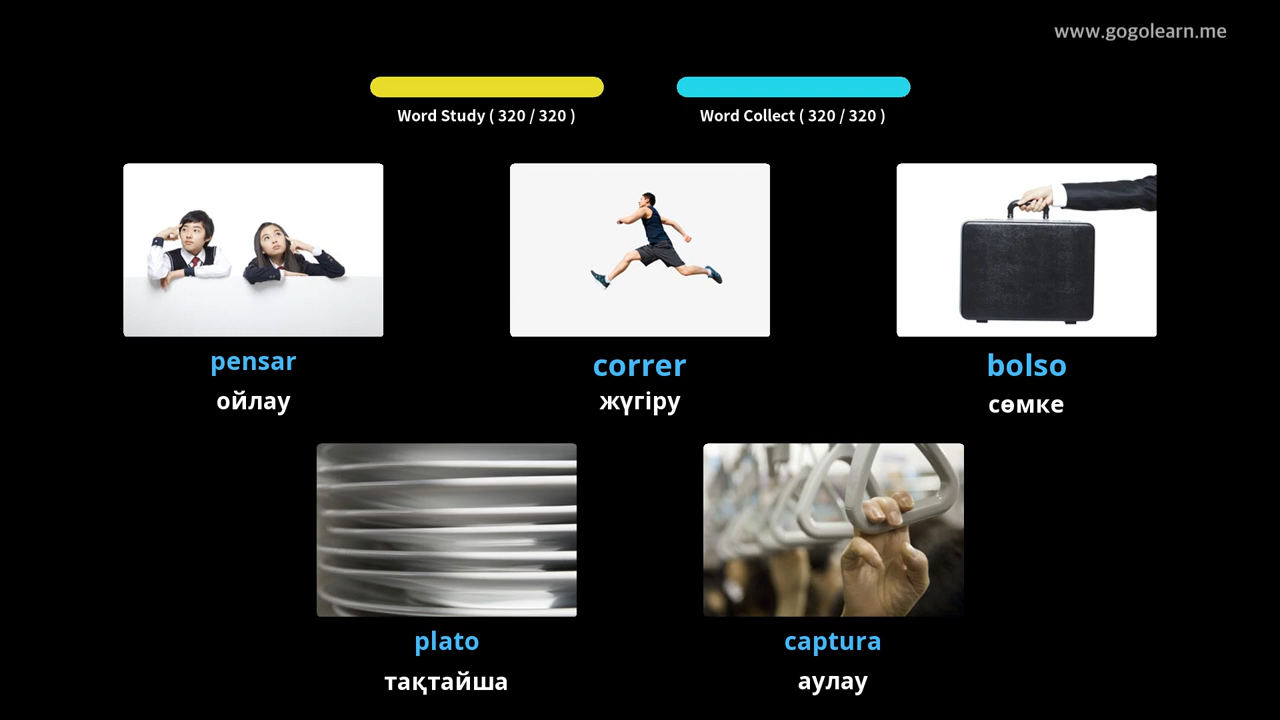 www.gogolearn.me
Word Study ( 320 / 320 )
Word Collect ( 320 / 320 )
pensar
ойлау
correr
жүгіру
bolso
сөмке
plato
тақтайша
captura
аулау